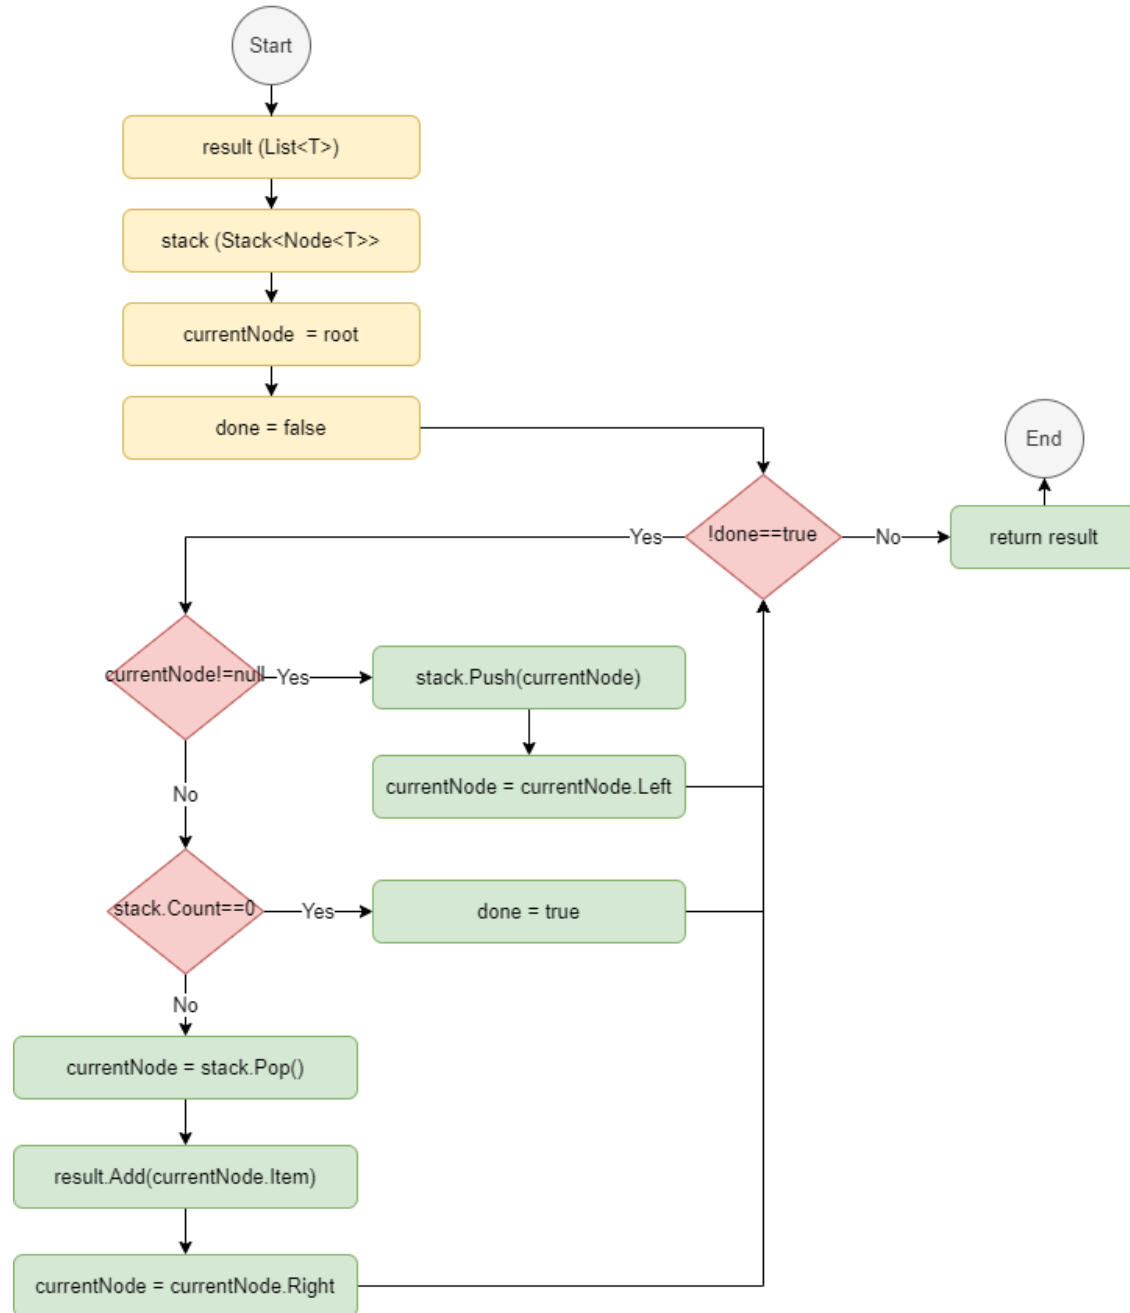 Start
result (List<T>)
stack (Stack<Node<T>>
currentNode  = root
done = false
End
!done==true
Yes
No
return result
currentNode!=null
Yes
stack.Push(currentNode)
currentNode = currentNode.Left
No
stack.Count==0
Yes
done = true
No
currentNode = stack.Pop()
result.Add(currentNode.Item)
currentNode = currentNode.Right